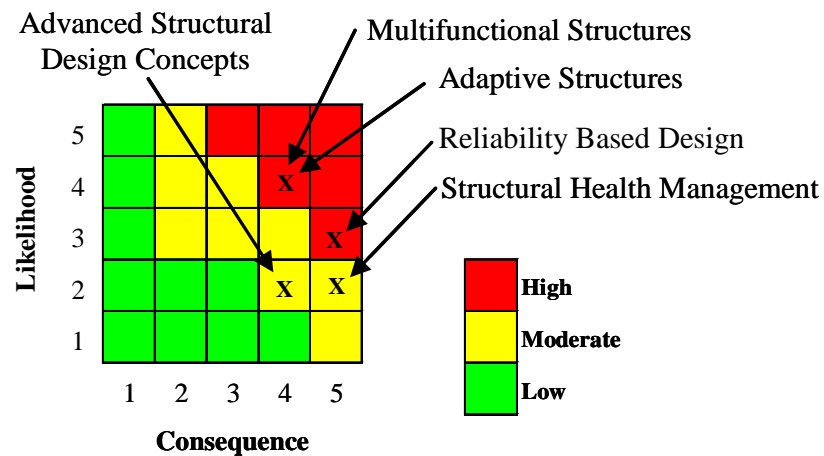 Advanced Structural
Design Concepts
Multifunctional Structures
Adaptive Structures
Reliability Based Design
Structural Health Management
Likelihood
5
4
X
3
X
2
X
X
1
1 2 3 4 5
Consequence
High
Moderate
Low